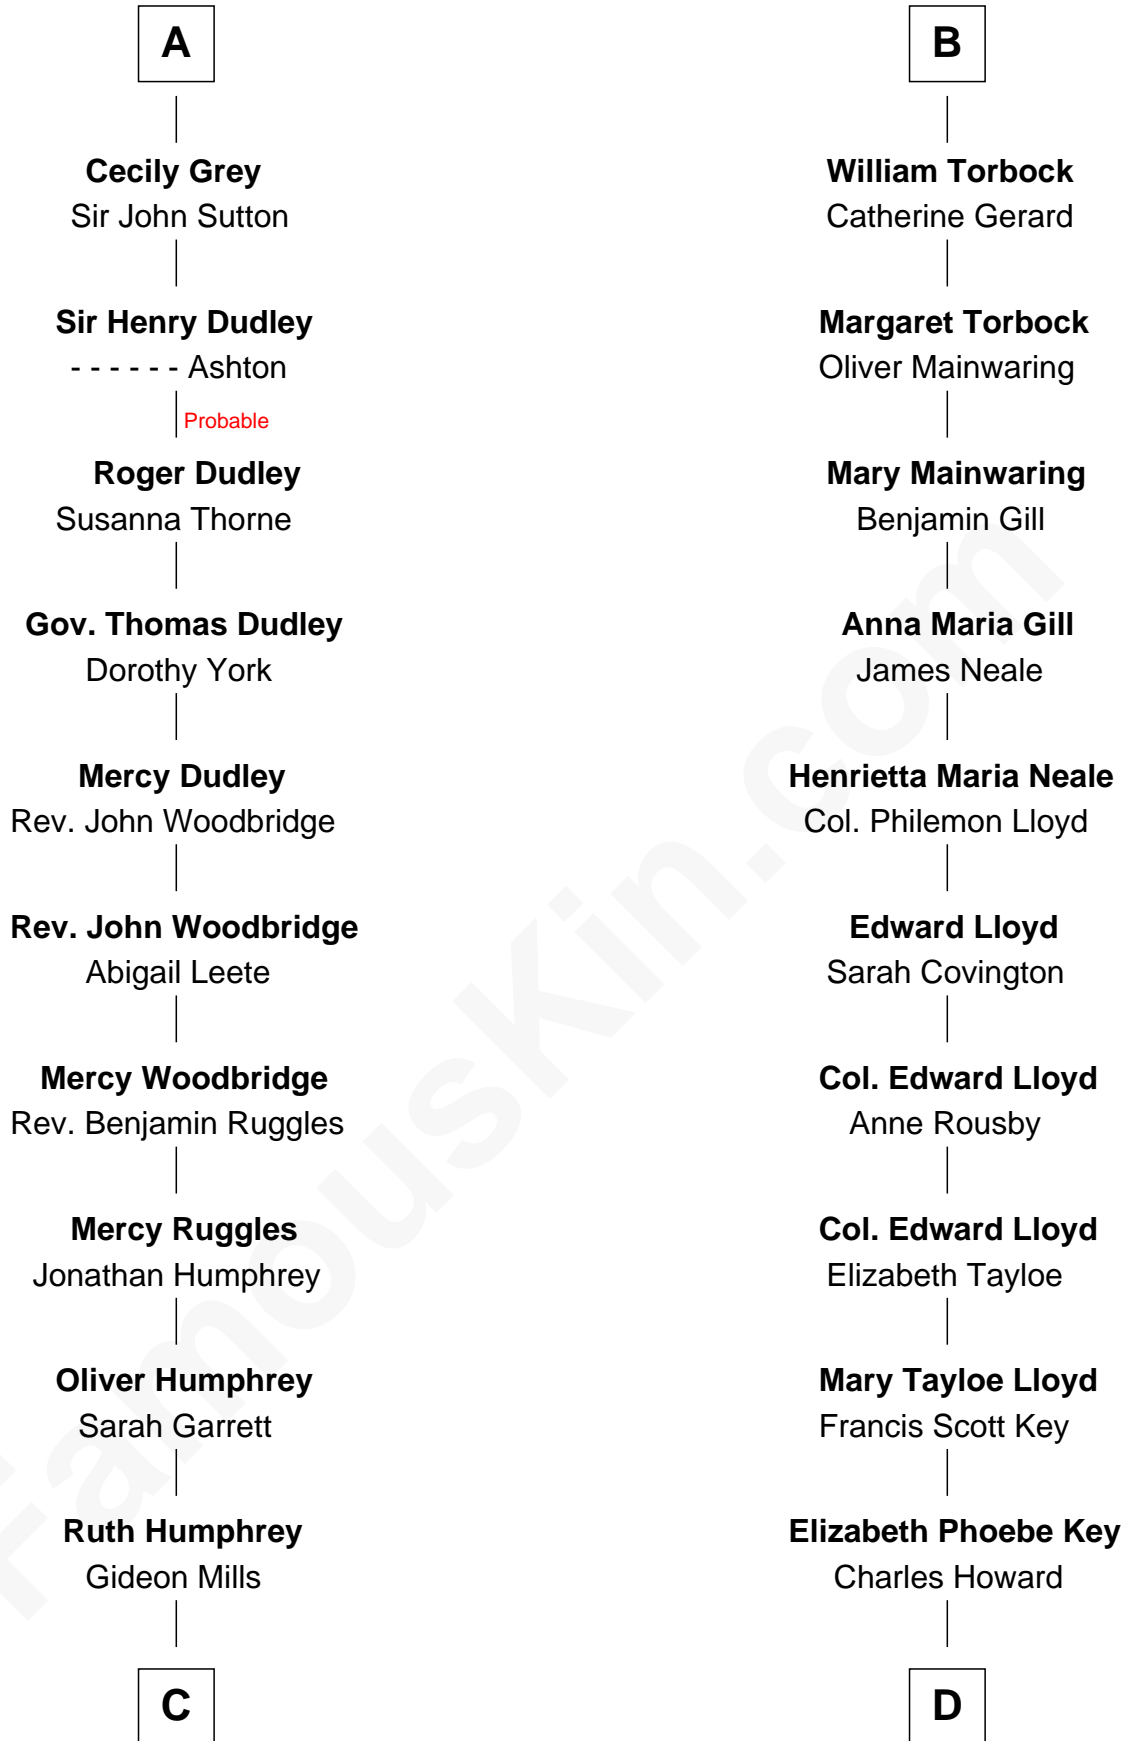 A
Cecily Grey
Sir John Sutton
Sir Henry Dudley
- - - - - - Ashton
Probable
Roger Dudley
Susanna Thorne
Gov. Thomas Dudley
Dorothy York
Mercy Dudley
Rev. John Woodbridge
Rev. John Woodbridge
Abigail Leete
Mercy Woodbridge
Rev. Benjamin Ruggles
Mercy Ruggles
Jonathan Humphrey
Oliver Humphrey
Sarah Garrett
Ruth Humphrey
Gideon Mills
C
B
William Torbock
Catherine Gerard
Margaret Torbock
Oliver Mainwaring
Mary Mainwaring
Benjamin Gill
Anna Maria Gill
James Neale
Henrietta Maria Neale
Col. Philemon Lloyd
Edward Lloyd
Sarah Covington
Col. Edward Lloyd
Anne Rousby
Col. Edward Lloyd
Elizabeth Tayloe
Mary Tayloe Lloyd
Francis Scott Key
Elizabeth Phoebe Key
Charles Howard
D
FamousKin.com